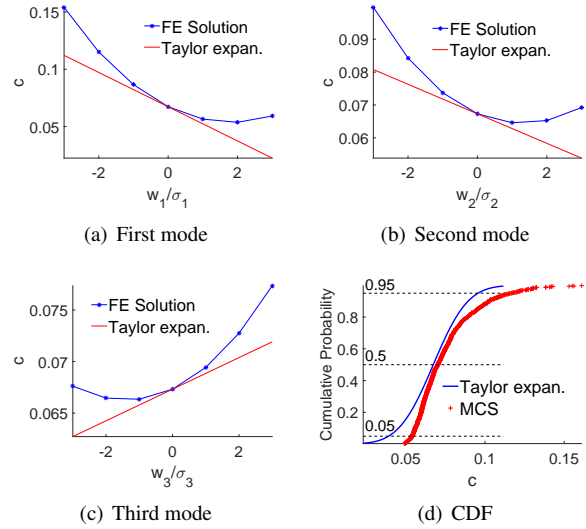 0.15
0.1
0.05
c
FE Solution
Taylor expan.
-2 0 2
w1/σ1
(a) First mode
0.09
0.08
0.07
0.06
c
FE Solution
Taylor expan.
-2 0 2
w2/σ2
(b) Second mode
0.075
0.07
0.065
c
FE Solution
Taylor expan.
-2 0 2
w3/σ3
(c) Third mode
Cumulative Probability
0.8
0.6
0.4
0.2
0.95
0.5
0.05
Taylor expan.
MCS
0.05 0.1 0.15
c
(d) CDF